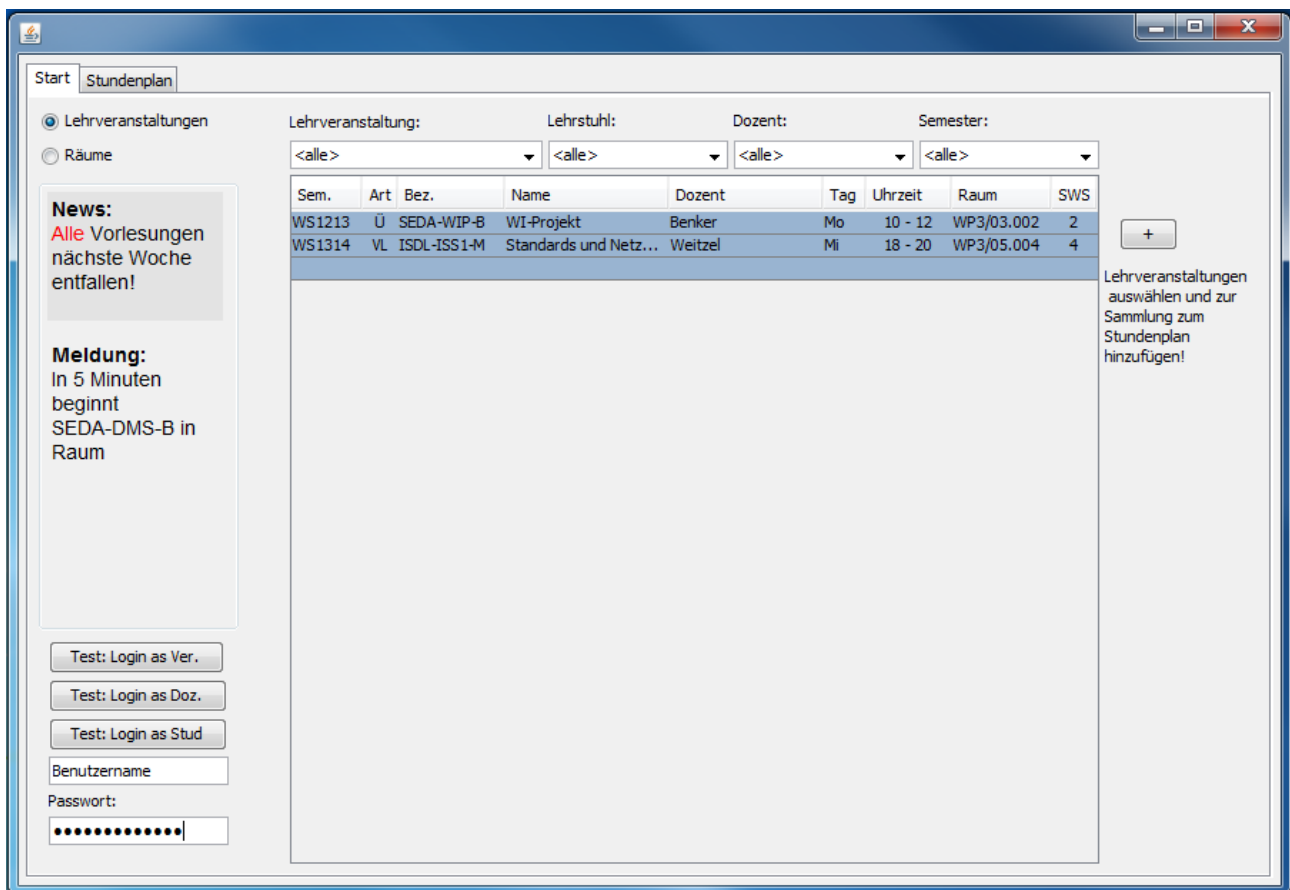 Start Stundenplan
Lehrveranstaltungen
Räume
Lehrveranstaltung: Lehrstuhl: Dozent: Semester:
<alle> <alle> <alle> <alle>
News:
Alle Vorlesungen
nächste Woche
entfallen!
Meldung:
In 5 Minuten
beginnt
SEDA-DMS-B in
Raum
Sem. Art Bez. Name Dozent Tag Uhrzeit Raum SWS
WS1213 Ü SEDA-WIP-B WI-Projekt Benker Mo 10 - 12 WP3/03.002 2
WS1314 VL ISDL-ISS1-M Standards und Netz... Weitzel Mi 18 - 20 WP3/05.004 4
+
Lehrveranstaltungen
auswählen und zur
Sammlung zum
Stundenplan
hinzufügen!
Test: Login as Ver.
Test: Login as Doz.
Test: Login as Stud
Benutzername
Passwort:
•••••••••••••